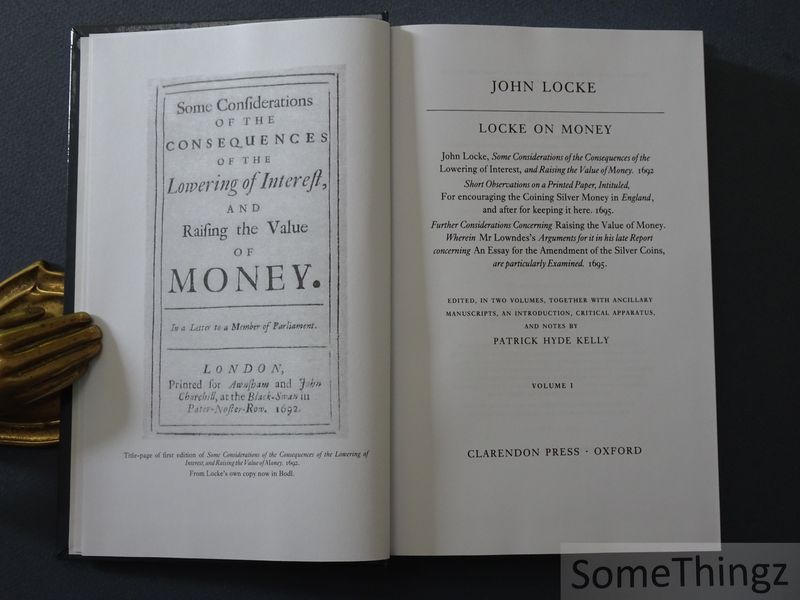 Some Conſiderations
OF THE
CONSEQUENCES
OF THE
Lowering of Intereſt,
AND
Raiſing the Value
OF
MONEY.
In a Letter to a Member of Parliament.
LONDON,
Printed for Awnſham and John
Churchill, at the Black-Swan in
Pater-Noſter-Row. 1692.
Title-page of first edition of Some Considerations of the Consequences of the Lowering of
Interest, and Raising the Value of Money. 1692.
From Locke's own copy now in Bodl.
JOHN LOCKE
LOCKE ON MONEY
John Locke, Some Considerations of the Consequences of the
Lowering of Interest, and Raising the Value of Money. 1692
Short Observations on a Printed Paper, Intituled,
For encouraging the Coining Silver Money in England,
and after for keeping it here. 1695.
Further Considerations Concerning Raising the Value of Money.
Wherein Mr Lowndes's Arguments for it in his late Report
concerning An Essay for the Amendment of the Silver Coins,
are particularly Examined. 1695.
EDITED, IN TWO VOLUMES, TOGETHER WITH ANCILLARY
MANUSCRIPTS, AN INTRODUCTION, CRITICAL APPARATUS,
AND NOTES BY
PATRICK HYDE KELLY
VOLUME I
CLARENDON PRESS · OXFORD
SomeThingz